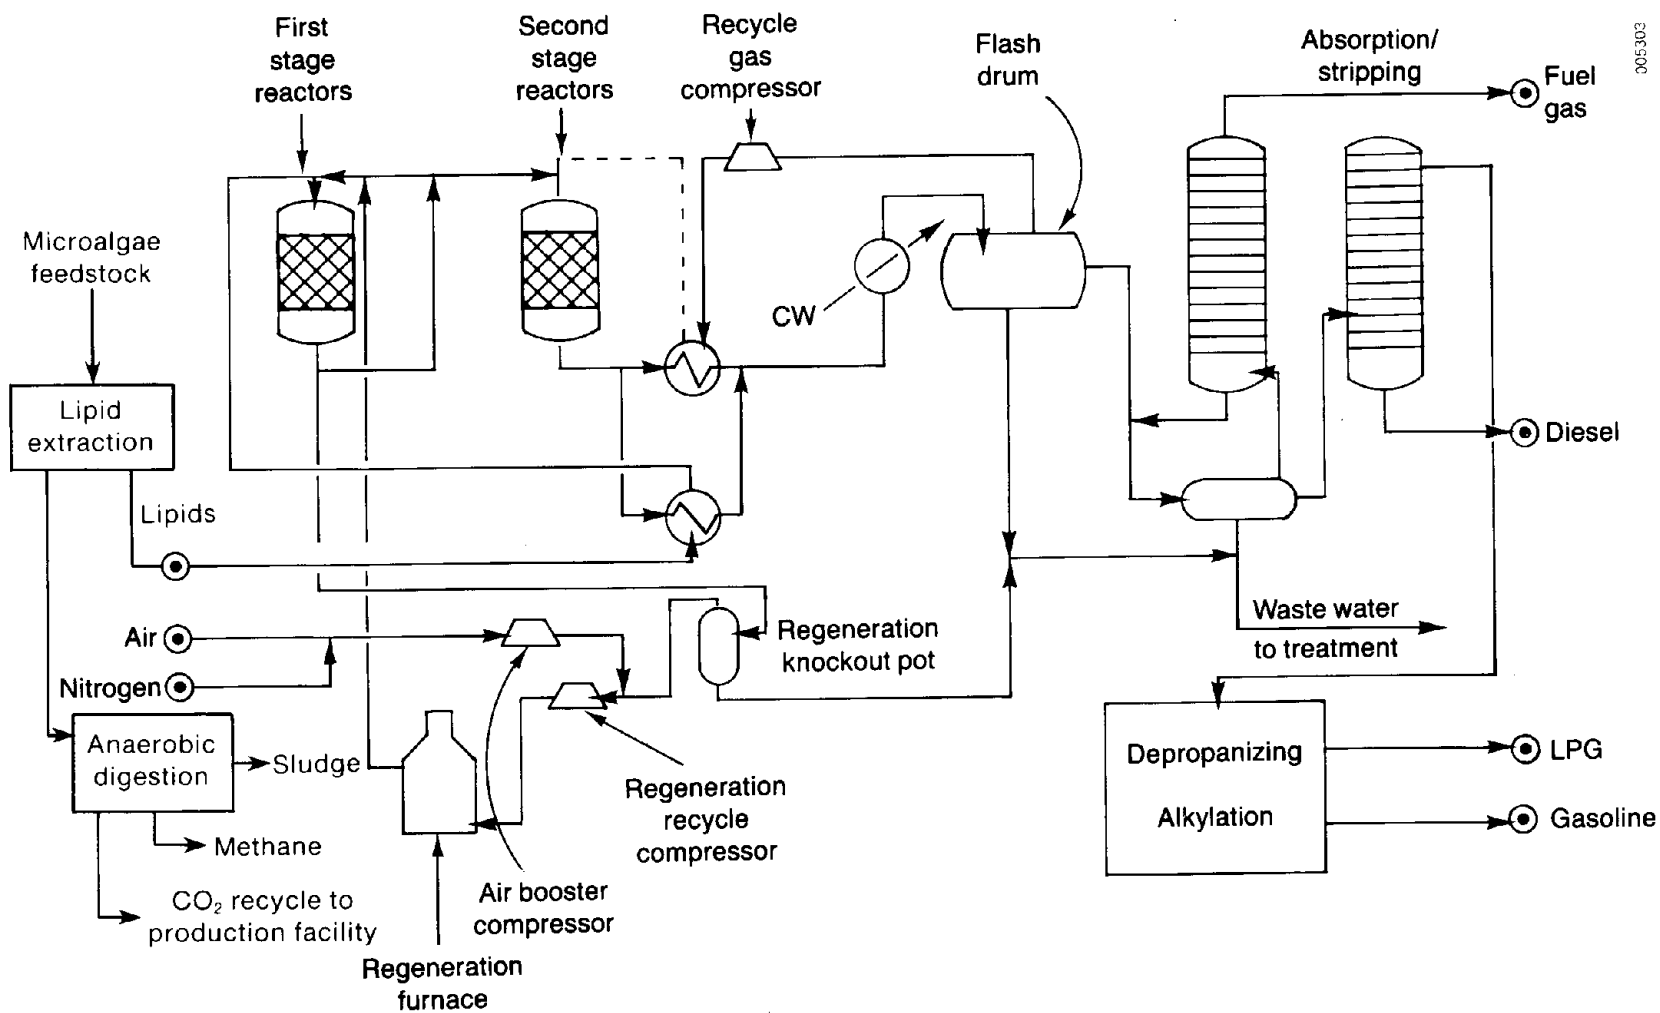 First
stage
reactors
Second
stage
reactors
Recycle
gas
compressor
Flash
drum
Absorption/
stripping
005303
Fuel
gas
Microalgae
feedstock
CW
Lipid
extraction
Diesel
Lipids
Air
Nitrogen
Regeneration
knockout pot
Waste water
to treatment
Anaerobic
digestion
Sludge
Methane
CO₂ recycle to
production facility
Regeneration
recycle
compressor
Air booster
compressor
Regeneration
furnace
Depropanizing
Alkylation
LPG
Gasoline